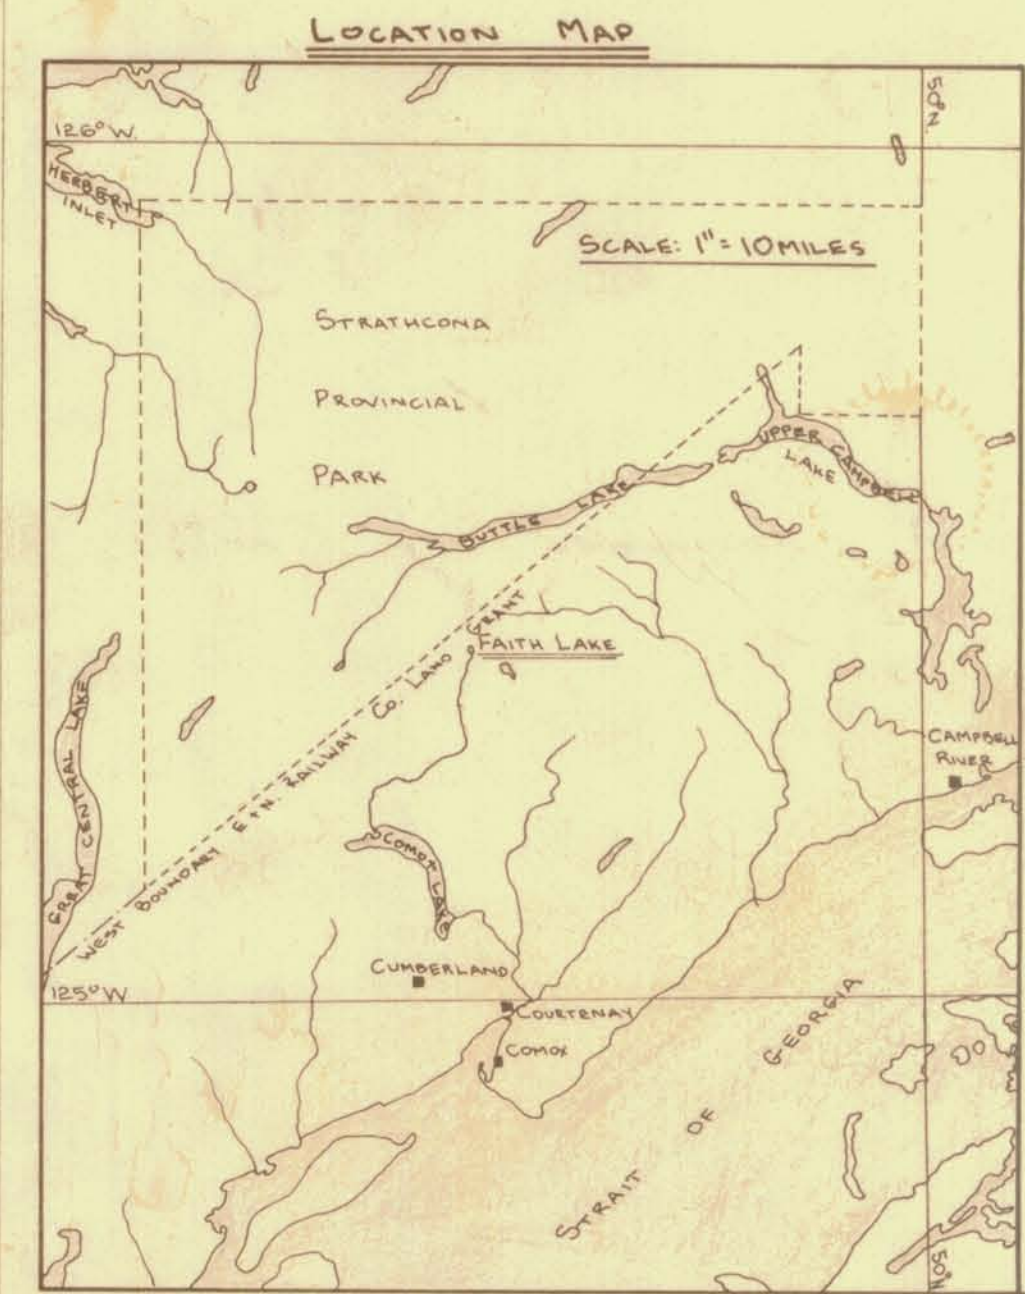 LOCATION MAP
50°N
126°W.
HERBERT
INLET
SCALE: 1" = 10 MILES
STRATHCONA
PROVINCIAL
PARK
UPPER CAMPBELL
LAKE
BUTTLE LAKE
FAITH LAKE
WEST BOUNDARY E+N. RAILWAY CO. LAND GRANT
GREAT CENTRAL LAKE
CAMPBELL
RIVER
COMOX LAKE
CUMBERLAND
125°W
COURTENAY
COMOX
STRAIT OF GEORGIA
50°N